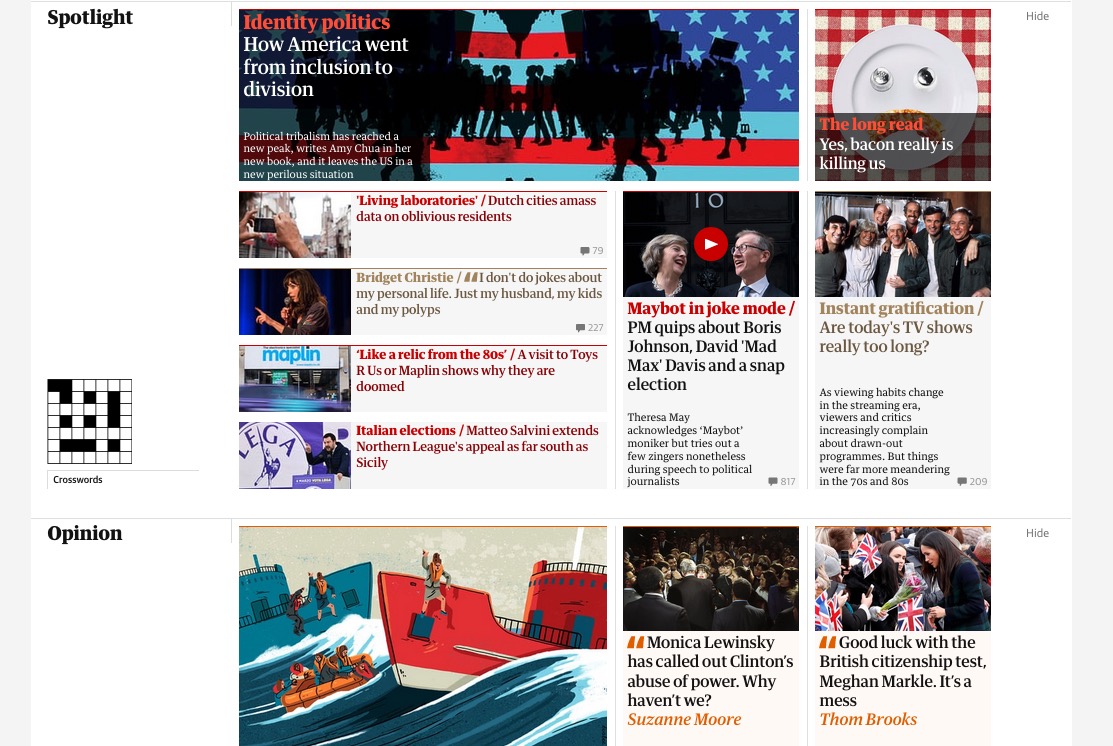 Spotlight
Hide
Identity politics
How America went
from inclusion to
division
Political tribalism has reached a
new peak, writes Amy Chua in her
new book, and it leaves the US in a
new perilous situation
The long read
Yes, bacon really is
killing us
'Living laboratories' / Dutch cities amass
data on oblivious residents
79
Bridget Christie / “I don't do jokes about
my personal life. Just my husband, my kids
and my polyps
227
maplin
‘Like a relic from the 80s’ / A visit to Toys
R Us or Maplin shows why they are
doomed
LEGA
Italian elections / Matteo Salvini extends
Northern League's appeal as far south as
Sicily
10
Maybot in joke mode /
PM quips about Boris
Johnson, David 'Mad
Max' Davis and a snap
election
Theresa May
acknowledges ‘Maybot’
moniker but tries out a
few zingers nonetheless
during speech to political
journalists
817
Instant gratification /
Are today's TV shows
really too long?
As viewing habits change
in the streaming era,
viewers and critics
increasingly complain
about drawn-out
programmes. But things
were far more meandering
in the 70s and 80s
209
Crosswords
Opinion
Hide
“Monica Lewinsky
has called out Clinton’s
abuse of power. Why
haven’t we?
Suzanne Moore
“Good luck with the
British citizenship test,
Meghan Markle. It’s a
mess
Thom Brooks